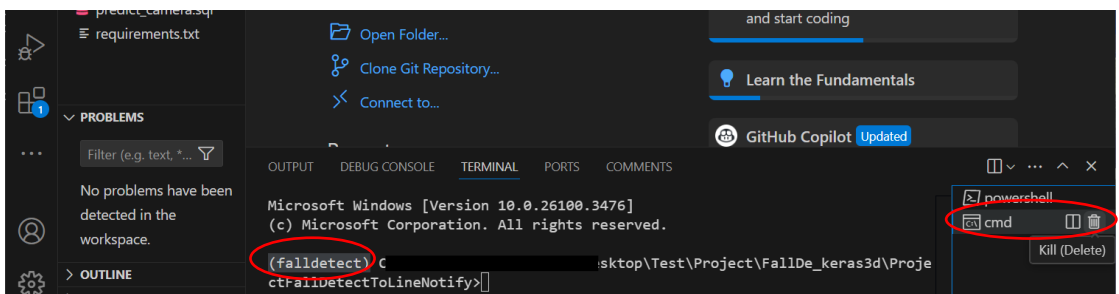 predict_camera.sql
requirements.txt
PROBLEMS
Filter (e.g. text, *...
No problems have been
detected in the
workspace.
OUTLINE
1
Open Folder...
Clone Git Repository...
Connect to...
and start coding
Learn the Fundamentals
GitHub Copilot Updated
OUTPUT DEBUG CONSOLE TERMINAL PORTS COMMENTS
Microsoft Windows [Version 10.0.26100.3476]
(c) Microsoft Corporation. All rights reserved.
(falldetect) C sktop\Test\Project\FallDe_keras3d\Proje
ctFallDetectToLineNotify>
powershell
cmd
Kill (Delete)